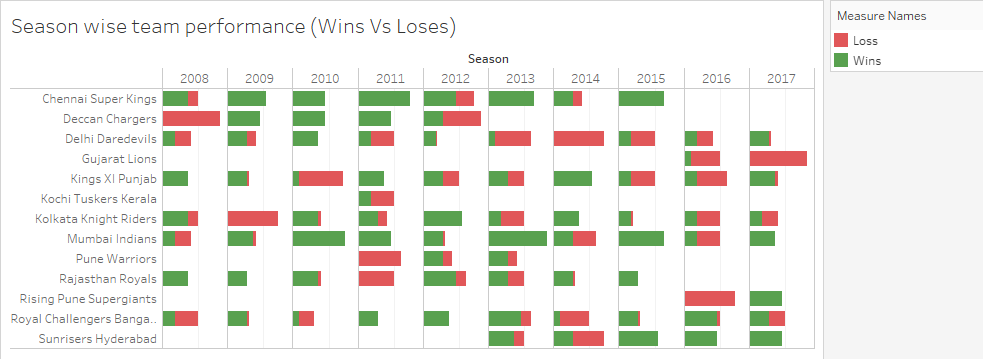 Season wise team performance (Wins Vs Loses)
Measure Names
Loss
Wins
Season
2008 2009 2010 2011 2012 2013 2014 2015 2016 2017
Chennai Super Kings
Deccan Chargers
Delhi Daredevils
Gujarat Lions
Kings XI Punjab
Kochi Tuskers Kerala
Kolkata Knight Riders
Mumbai Indians
Pune Warriors
Rajasthan Royals
Rising Pune Supergiants
Royal Challengers Banga..
Sunrisers Hyderabad